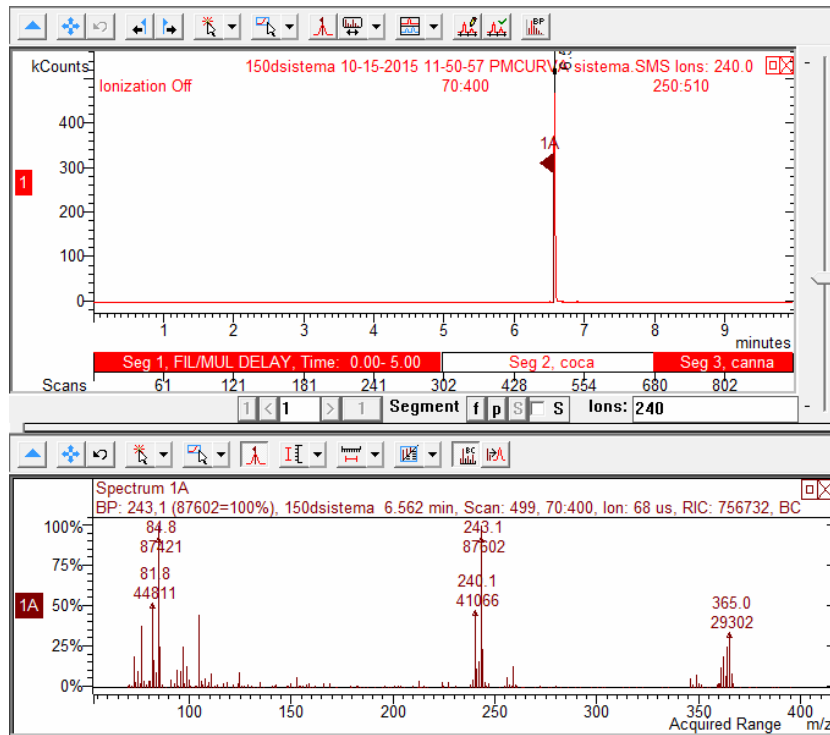 BP
kCounts 150dsistema 10-15-2015 11-50-57 PMCURVA sistema.SMS Ions: 240.0
Ionization Off 70:400 250:510
400
300
200
100
0
1A
1
1 2 3 4 5 6 7 8 9
minutes
Seg 1, FIL/MUL DELAY, Time: 0.00- 5.00 Seg 2, coca Seg 3, canna
Scans 61 121 181 241 302 428 554 680 802
1 < 1 > 1 Segment f p S S Ions: 240
BC
Spectrum 1A
BP: 243,1 (87602=100%), 150dsistema 6.562 min, Scan: 499, 70:400, Ion: 68 us, RIC: 756732, BC
100%
75%
50%
25%
0%
1A
84.8
87421
81.8
44811
243.1
87602
240.1
41066
365.0
29302
100 150 200 250 300 350 400
Acquired Range m/z